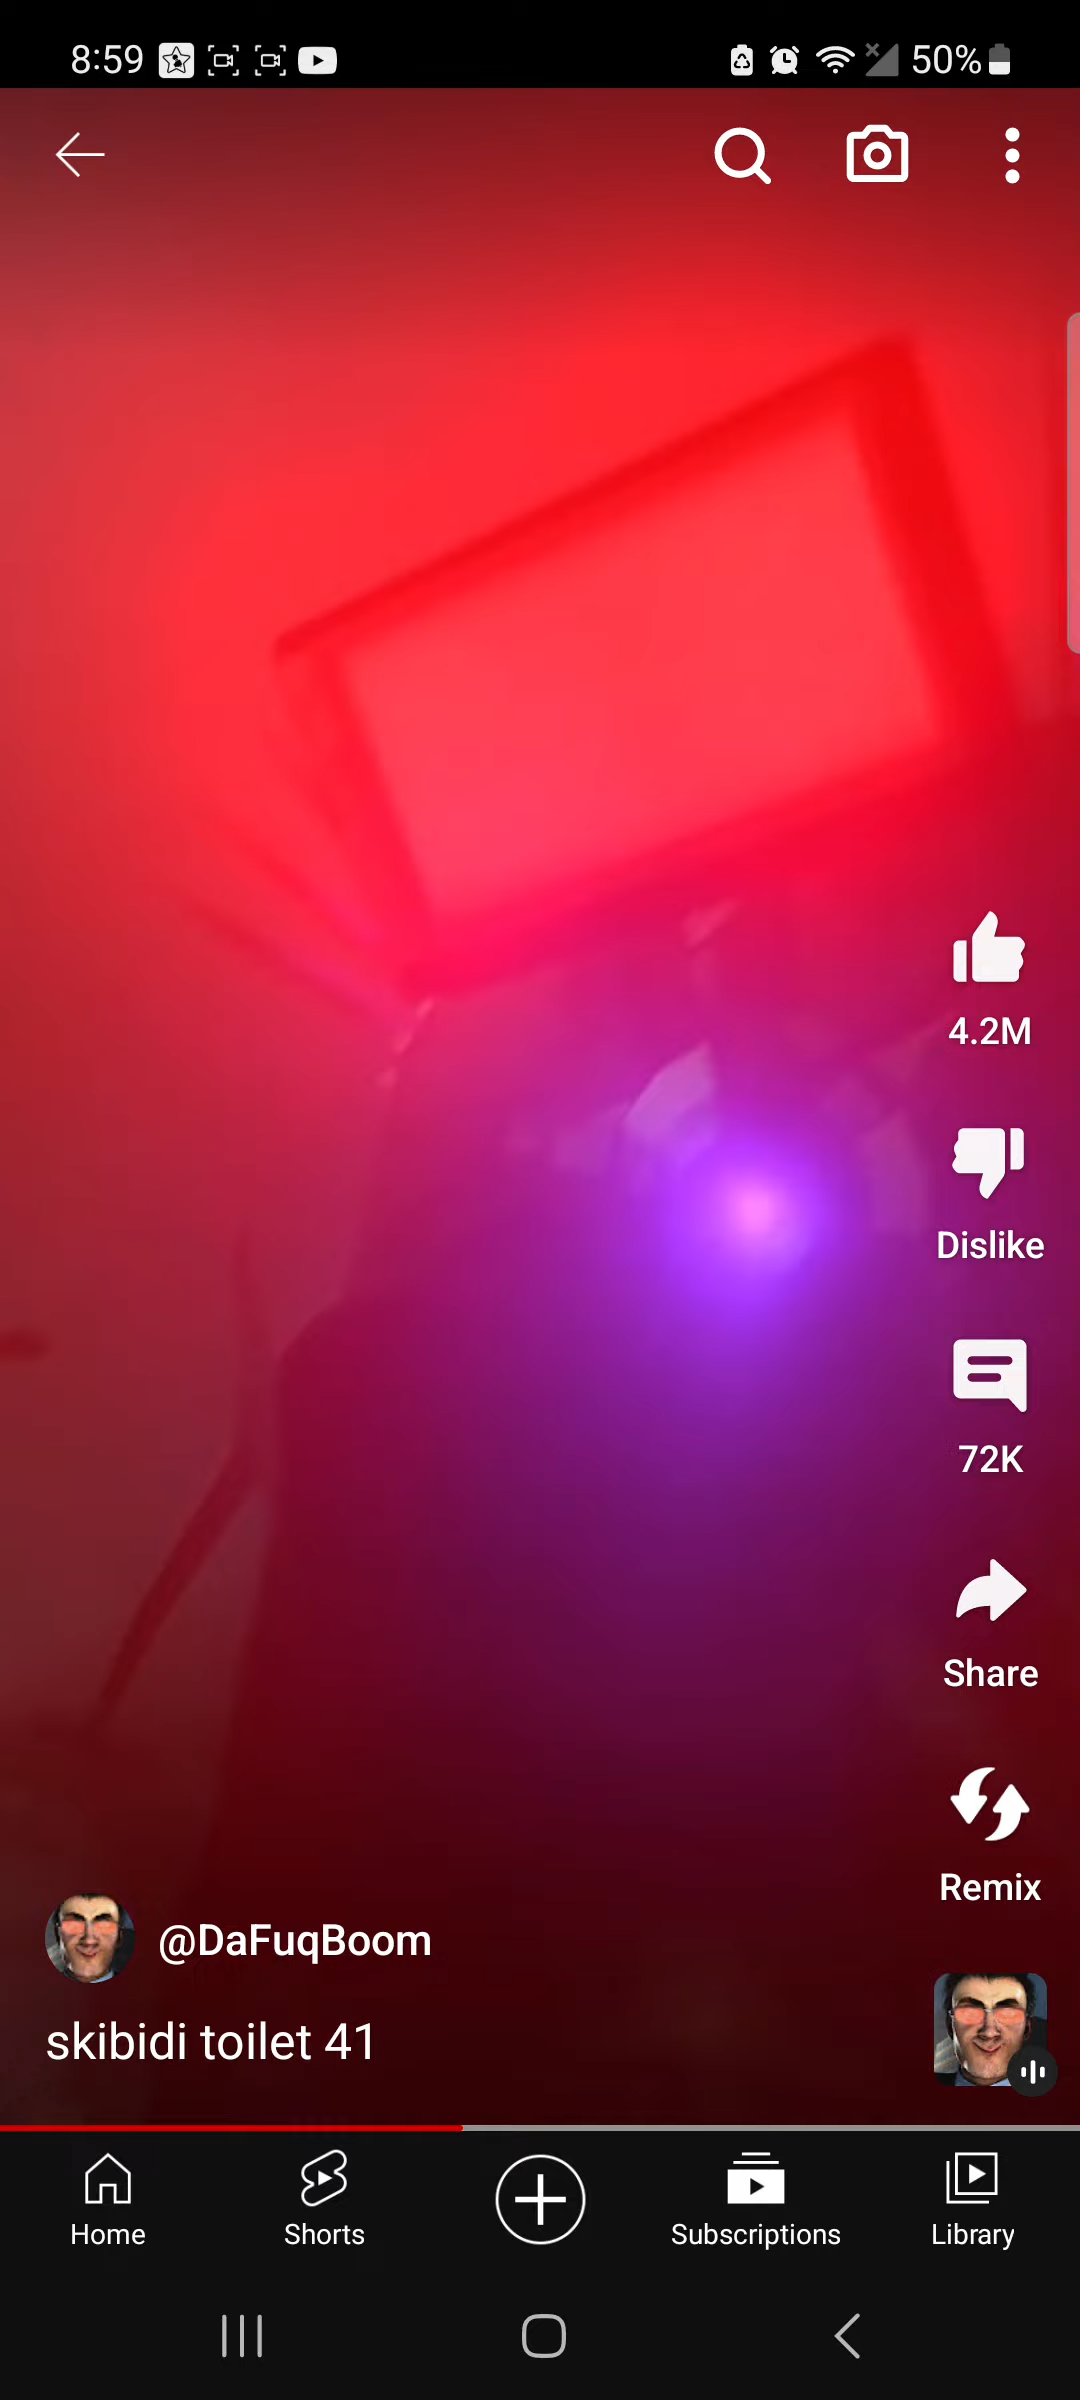 8:59
50%
4.2M
Dislike
72K
Share
Remix
@DaFuqBoom
skibidi toilet 41
Home
Shorts
Subscriptions
Library